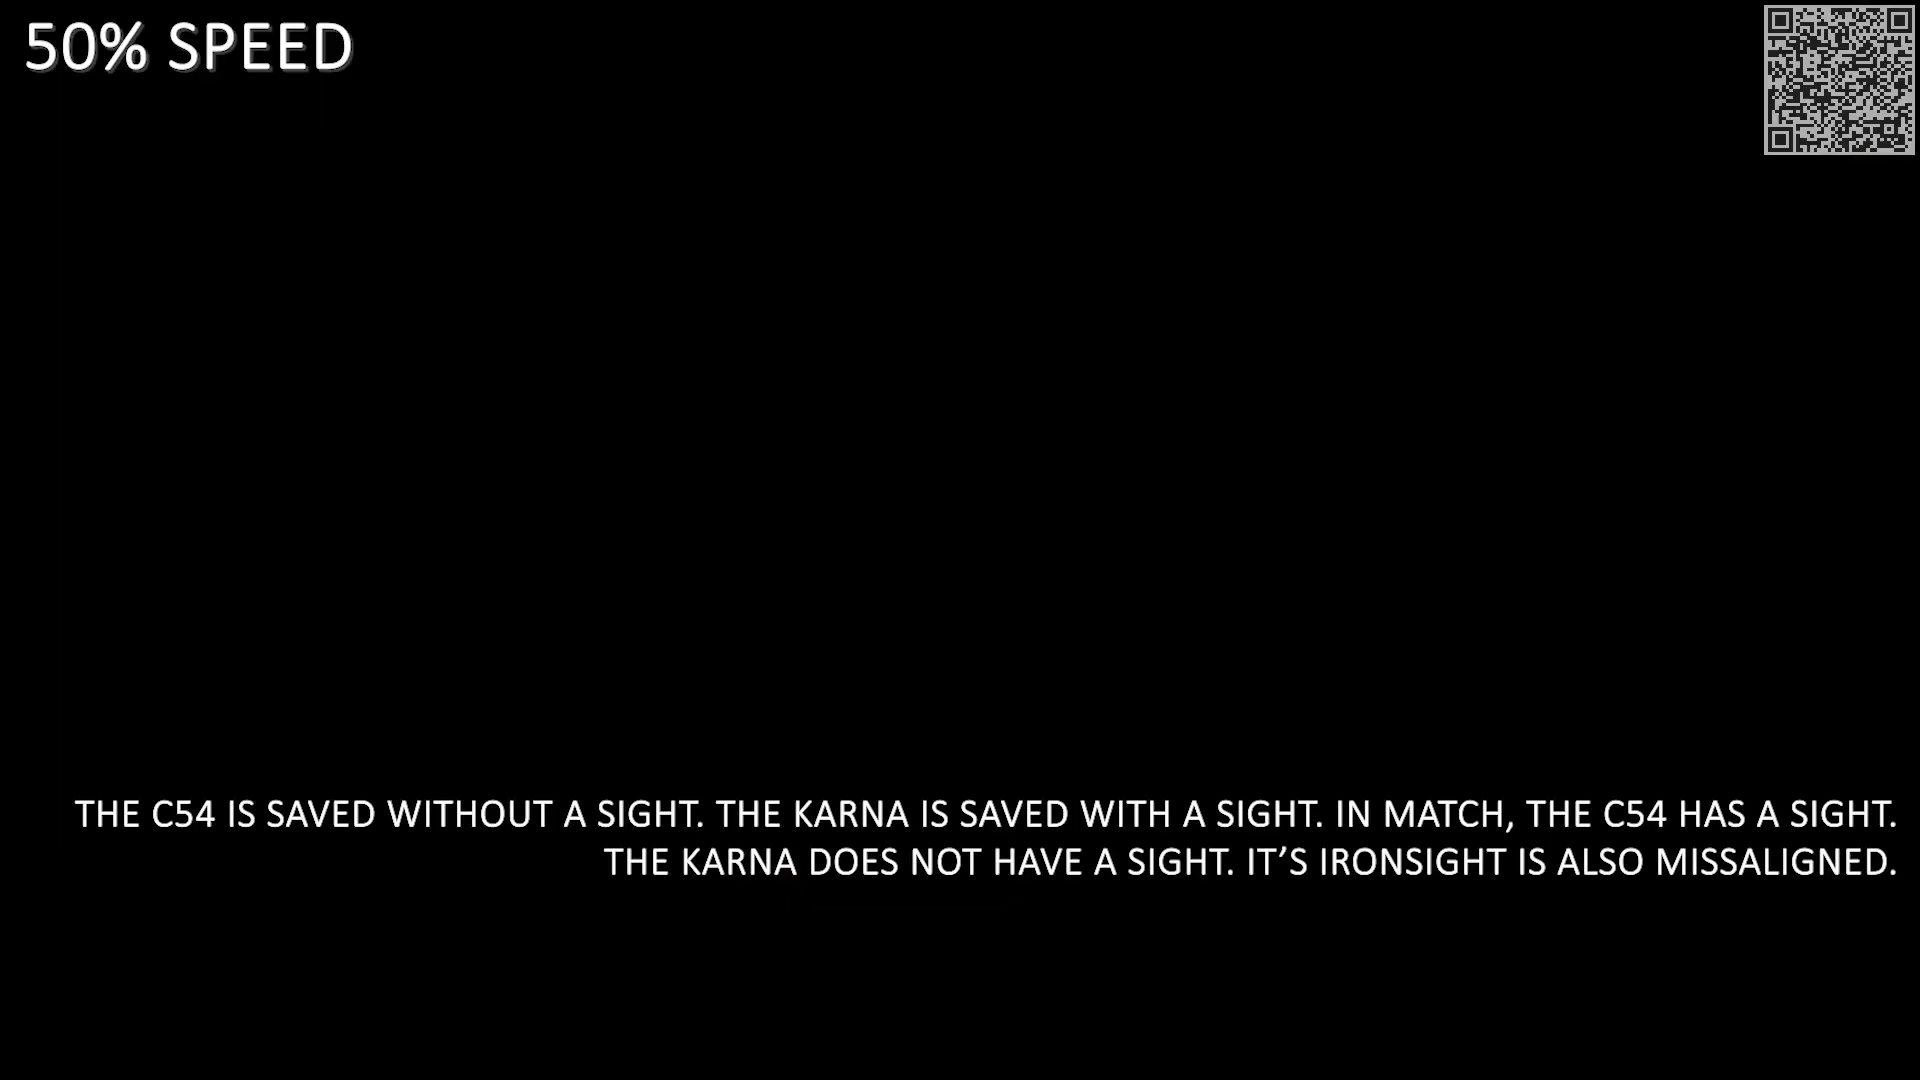 50% SPEED
THE C54 IS SAVED WITHOUT A SIGHT. THE KARNA IS SAVED WITH A SIGHT. IN MATCH, THE C54 HAS A SIGHT.
THE KARNA DOES NOT HAVE A SIGHT. IT’S IRONSIGHT IS ALSO MISSALIGNED.